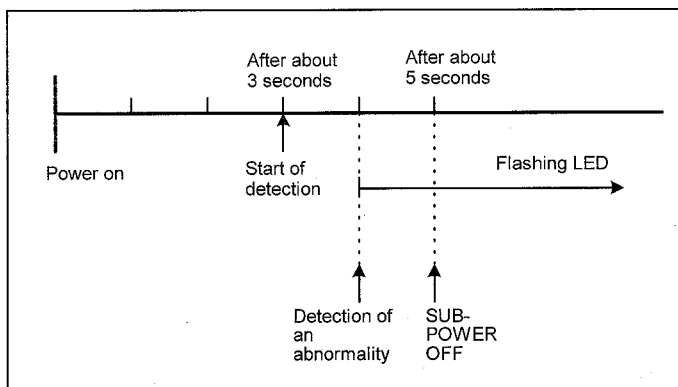 After about
3 seconds
After about
5 seconds
Power on
Start of
detection
Flashing LED
Detection of
an
abnormality
SUB-
POWER
OFF